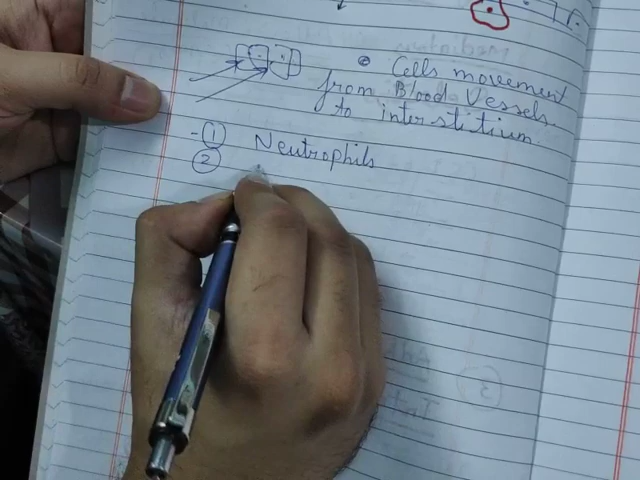 • Cells movement
from Blood Vessels
to interstitium.
- ① Neutrophils
②